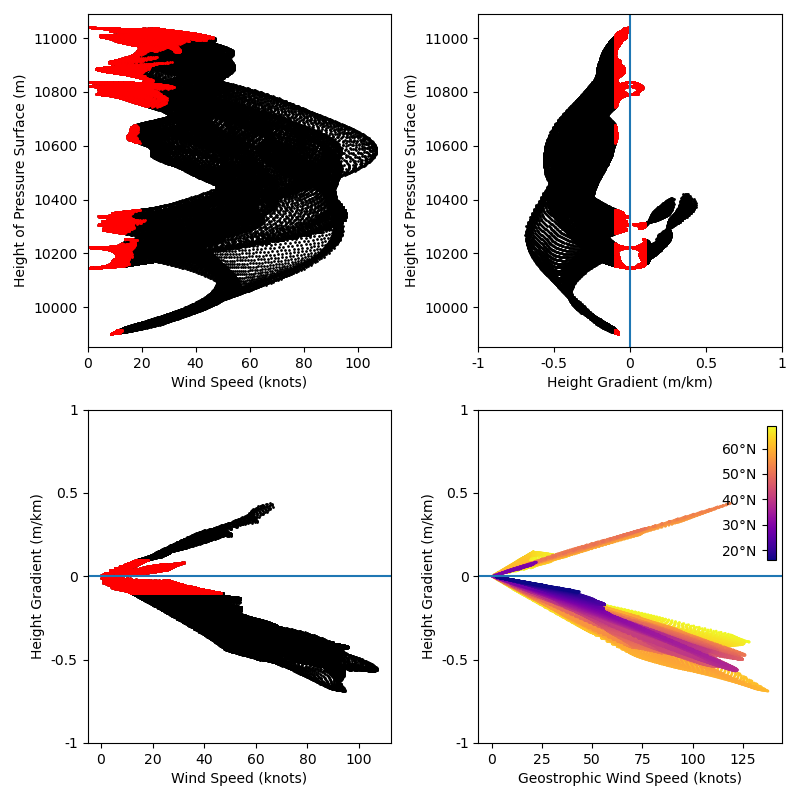 11000
10800
10600
10400
10200
10000
Height of Pressure Surface (m)
0 20 40 60 80 100
Wind Speed (knots)
11000
10800
10600
10400
10200
10000
Height of Pressure Surface (m)
-1 -0.5 0 0.5 1
Height Gradient (m/km)
1
0.5
0
-0.5
-1
Height Gradient (m/km)
0 20 40 60 80 100
Wind Speed (knots)
1
0.5
0
-0.5
-1
Height Gradient (m/km)
60°N
50°N
40°N
30°N
20°N
0 25 50 75 100 125
Geostrophic Wind Speed (knots)